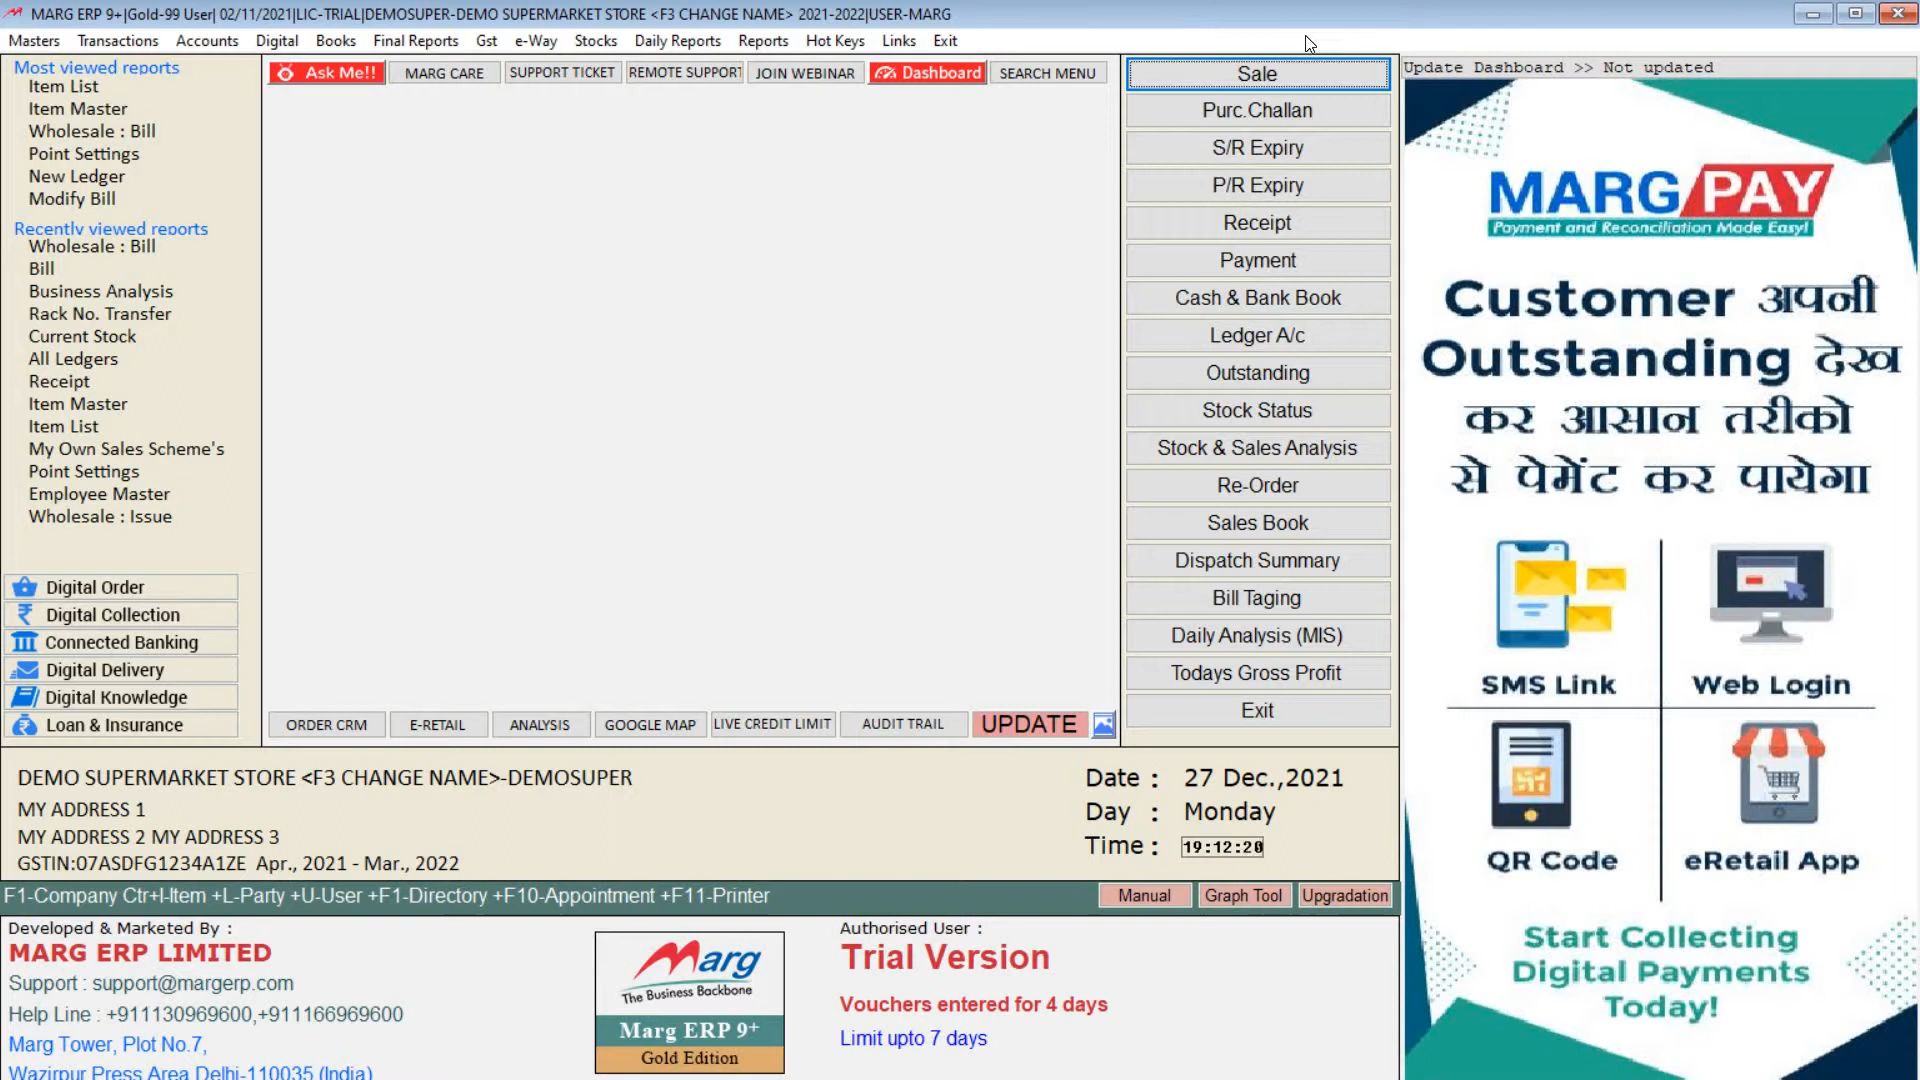 MARG ERP 9+|Gold-99 User| 02/11/2021|LIC-TRIAL|DEMOSUPER-DEMO SUPERMARKET STORE <F3 CHANGE NAME> 2021-2022|USER-MARG
Masters Transactions Accounts Digital Books Final Reports Gst e-Way Stocks Daily Reports Reports Hot Keys Links Exit
Most viewed reports
Item List
Item Master
Wholesale : Bill
Point Settings
New Ledger
Modify Bill
Recently viewed reports
Wholesale : Bill
Bill
Business Analysis
Rack No. Transfer
Current Stock
All Ledgers
Receipt
Item Master
Item List
My Own Sales Scheme's
Point Settings
Employee Master
Wholesale : Issue
Digital Order
Digital Collection
Connected Banking
Digital Delivery
Digital Knowledge
Loan & Insurance
Ask Me!! MARG CARE SUPPORT TICKET REMOTE SUPPORT JOIN WEBINAR Dashboard SEARCH MENU
ORDER CRM E-RETAIL ANALYSIS GOOGLE MAP LIVE CREDIT LIMIT AUDIT TRAIL UPDATE
Sale
Purc.Challan
S/R Expiry
P/R Expiry
Receipt
Payment
Cash & Bank Book
Ledger A/c
Outstanding
Stock Status
Stock & Sales Analysis
Re-Order
Sales Book
Dispatch Summary
Bill Taging
Daily Analysis (MIS)
Todays Gross Profit
Exit
Update Dashboard >> Not updated
MARG PAY
Payment and Reconciliation Made Easy!
Customer अपनी
Outstanding देख
कर आसान तरीको
से पेमेंट कर पायेगा
SMS Link Web Login
QR Code eRetail App
Start Collecting
Digital Payments
Today!
DEMO SUPERMARKET STORE <F3 CHANGE NAME>-DEMOSUPER
MY ADDRESS 1
MY ADDRESS 2 MY ADDRESS 3
GSTIN:07ASDFG1234A1ZE Apr., 2021 - Mar., 2022
Date : 27 Dec.,2021
Day : Monday
Time : 19:12:20
F1-Company Ctr+I-Item +L-Party +U-User +F1-Directory +F10-Appointment +F11-Printer
Manual Graph Tool Upgradation
Developed & Marketed By :
MARG ERP LIMITED
Support : support@margerp.com
Help Line : +911130969600,+911166969600
Marg Tower, Plot No.7,
Wazirpur Press Area Delhi-110035 (India)
Marg
The Business Backbone
Marg ERP 9+
Gold Edition
Authorised User :
Trial Version
Vouchers entered for 4 days
Limit upto 7 days